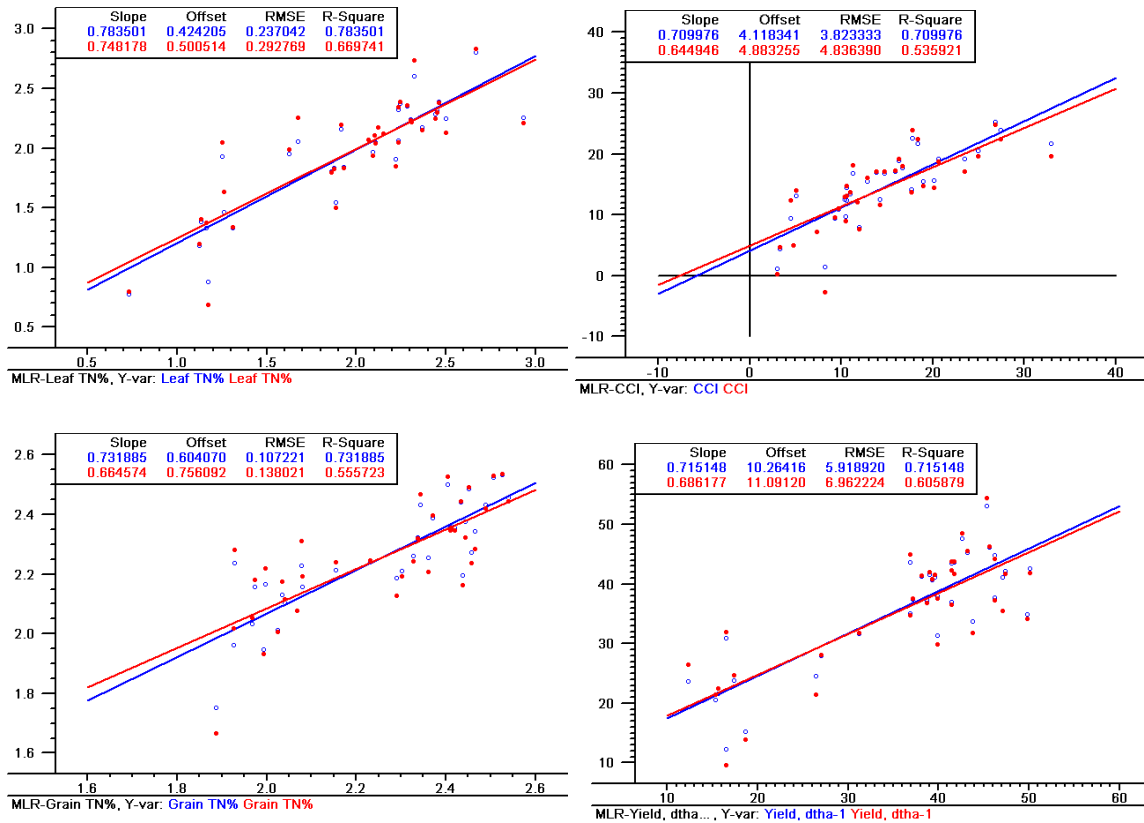 Slope Offset RMSE R-Square
0.783501 0.424205 0.237042 0.783501
0.748178 0.500514 0.292769 0.669741
3.0
2.5
2.0
1.5
1.0
0.5
0.5 1.0 1.5 2.0 2.5 3.0
MLR-Leaf TN%, Y-var: Leaf TN% Leaf TN%
Slope Offset RMSE R-Square
0.709976 4.118341 3.823333 0.709976
0.644946 4.883255 4.836390 0.535921
40
30
20
10
0
-10
-10 0 10 20 30 40
MLR-CCI, Y-var: CCI CCI
Slope Offset RMSE R-Square
0.731885 0.604070 0.107221 0.731885
0.664574 0.756092 0.138021 0.555723
2.6
2.4
2.2
2.0
1.8
1.6
1.6 1.8 2.0 2.2 2.4 2.6
MLR-Grain TN%, Y-var: Grain TN% Grain TN%
Slope Offset RMSE R-Square
0.715148 10.26416 5.918920 0.715148
0.686177 11.09120 6.962224 0.605879
60
50
40
30
20
10
10 20 30 40 50 60
MLR-Yield, dtha... , Y-var: Yield, dtha-1 Yield, dtha-1